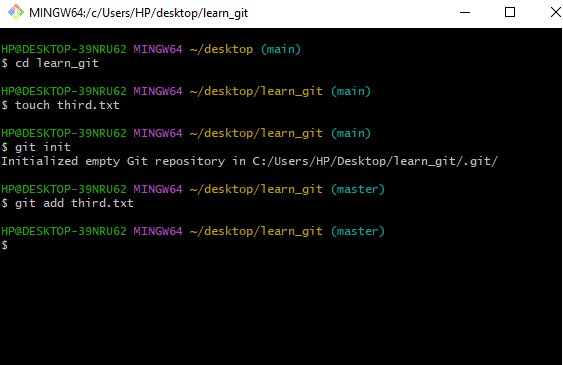 MINGW64:/c/Users/HP/desktop/learn_git
HP@DESKTOP-39NRU62 MINGW64 ~/desktop (main)
$ cd learn_git
HP@DESKTOP-39NRU62 MINGW64 ~/desktop/learn_git (main)
$ touch third.txt
HP@DESKTOP-39NRU62 MINGW64 ~/desktop/learn_git (main)
$ git init
Initialized empty Git repository in C:/Users/HP/Desktop/learn_git/.git/
HP@DESKTOP-39NRU62 MINGW64 ~/desktop/learn_git (master)
$ git add third.txt
HP@DESKTOP-39NRU62 MINGW64 ~/desktop/learn_git (master)
$